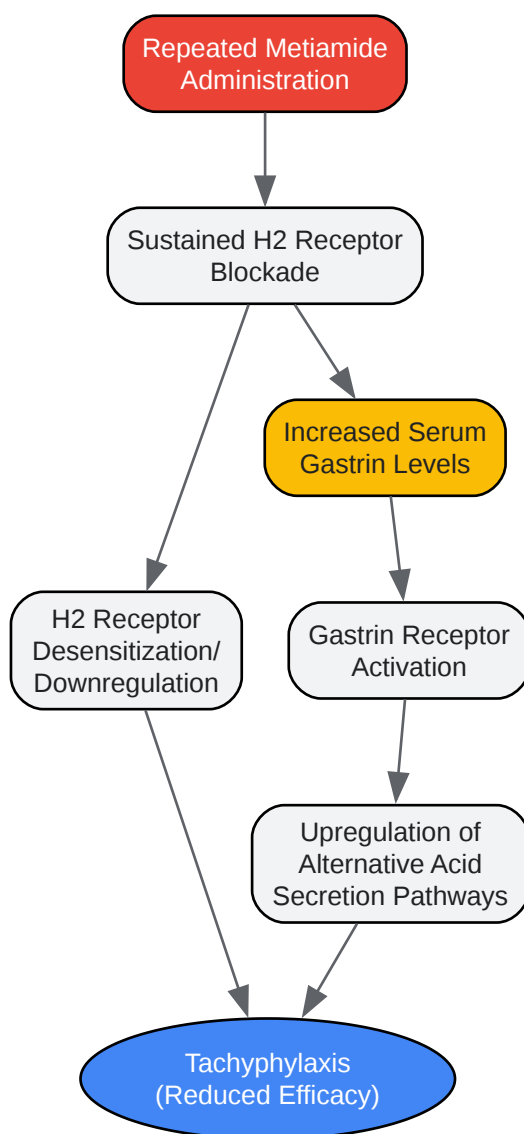 Repeated Metiamide
Administration
Sustained H2 Receptor
Blockade
Increased Serum
Gastrin Levels
H2 Receptor
Desensitization/
Downregulation
Gastrin Receptor
Activation
Upregulation of
Alternative Acid
Secretion Pathways
Tachyphylaxis
(Reduced Efficacy)